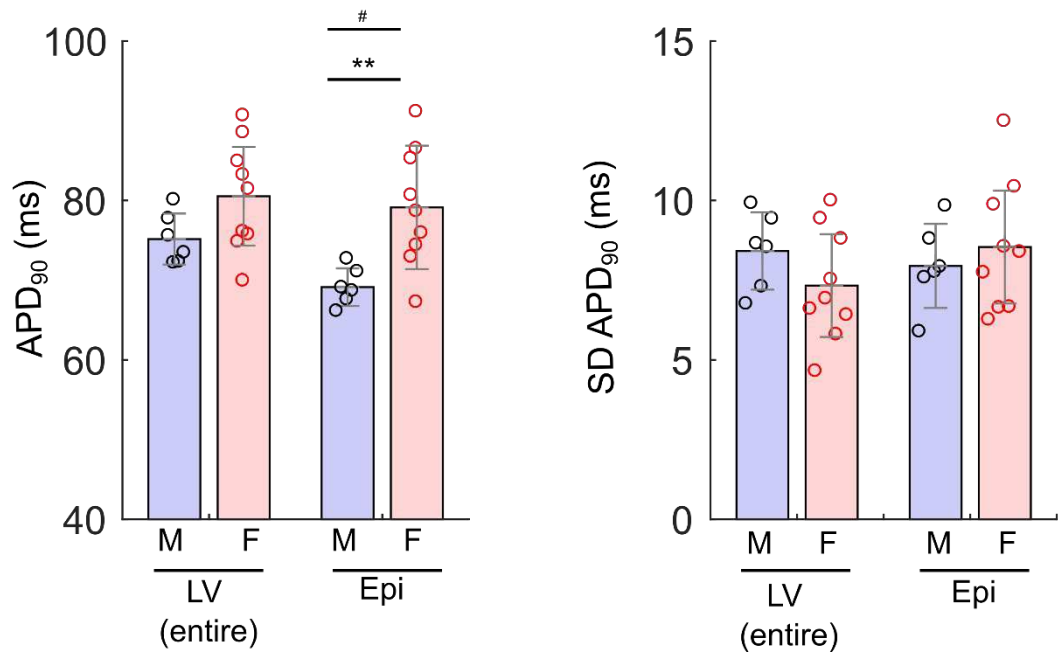 APD90 (ms)
100
80
60
40
#
**
M F M F
LV
(entire)
Epi
SD APD90 (ms)
15
10
5
0
M F M F
LV
(entire)
Epi